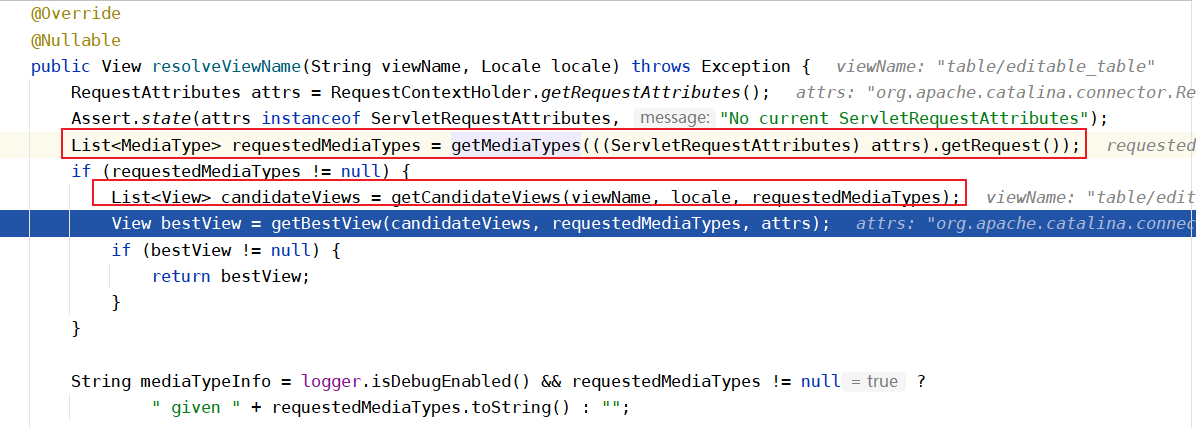 @Override
@Nullable
public View resolveViewName(String viewName, Locale locale) throws Exception {  viewName: "table/editable_table"
    RequestAttributes attrs = RequestContextHolder.getRequestAttributes();  attrs: "org.apache.catalina.connector.Re
    Assert.state(attrs instanceof ServletRequestAttributes, message: "No current ServletRequestAttributes");
    List<MediaType> requestedMediaTypes = getMediaTypes(((ServletRequestAttributes) attrs).getRequest());  requested
    if (requestedMediaTypes != null) {
        List<View> candidateViews = getCandidateViews(viewName, locale, requestedMediaTypes);  viewName: "table/edit
        View bestView = getBestView(candidateViews, requestedMediaTypes, attrs);  attrs: "org.apache.catalina.connec
        if (bestView != null) {
            return bestView;
        }
    }
    String mediaTypeInfo = logger.isDebugEnabled() && requestedMediaTypes != null = true ?
            " given " + requestedMediaTypes.toString() : "";